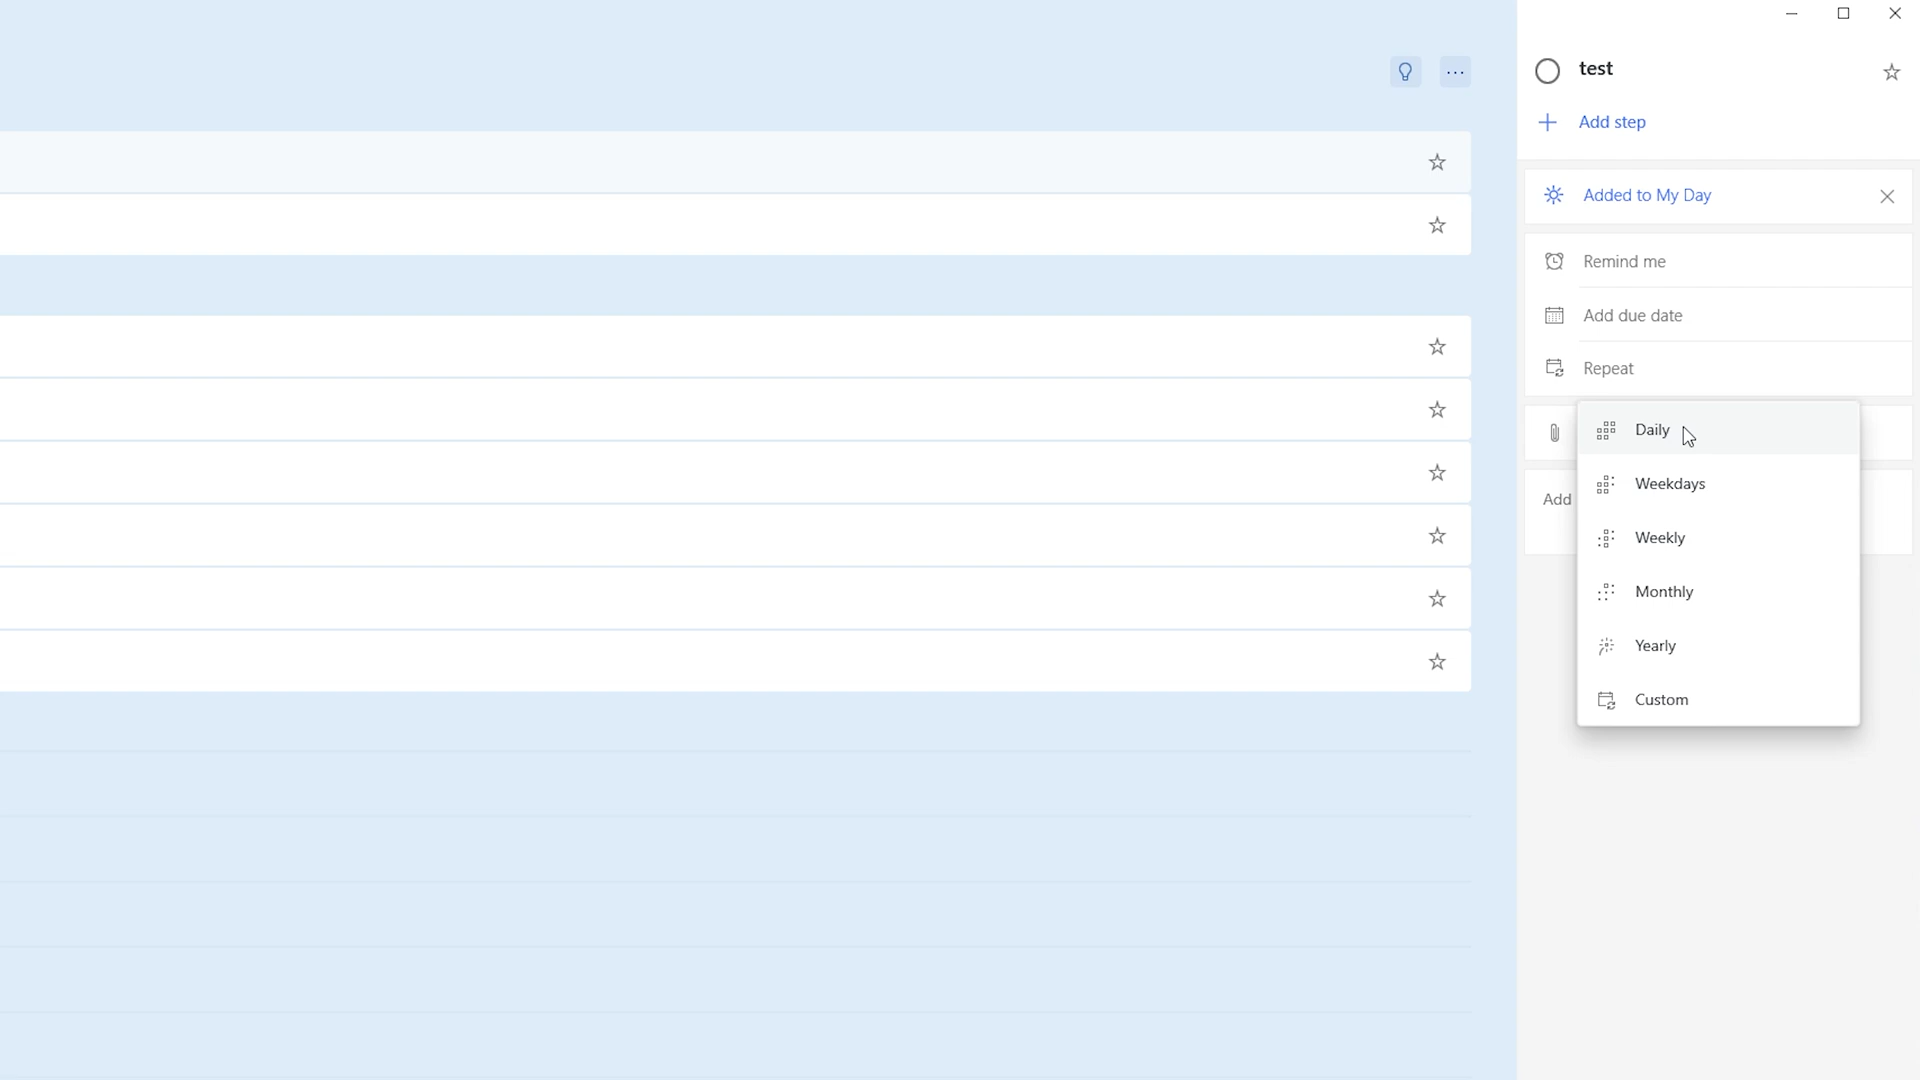 test
Add step
Added to My Day
Remind me
Add due date
Repeat
Daily
Weekdays
Add
Weekly
Monthly
Yearly
Custom